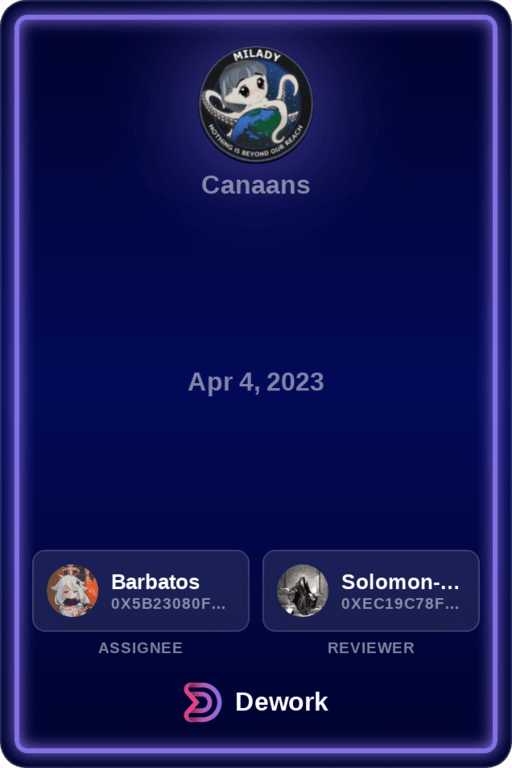 MILADY
NOTHING IS BEYOND OUR REACH
Canaans
Apr 4, 2023
Barbatos
0X5B23080F...
Solomon-...
0XEC19C78F...
ASSIGNEE
REVIEWER
Dework